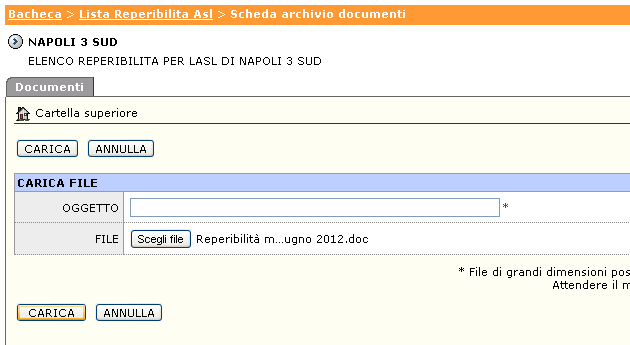 Bacheca > Lista Reperibilita Asl > Scheda archivio documenti
NAPOLI 3 SUD
ELENCO REPERIBILITA PER LASL DI NAPOLI 3 SUD
Documenti
Cartella superiore
CARICA ANNULLA
CARICA FILE
OGGETTO *
FILE Scegli file Reperibilità m...ugno 2012.doc
* File di grandi dimensioni pos
Attendere il m
CARICA ANNULLA